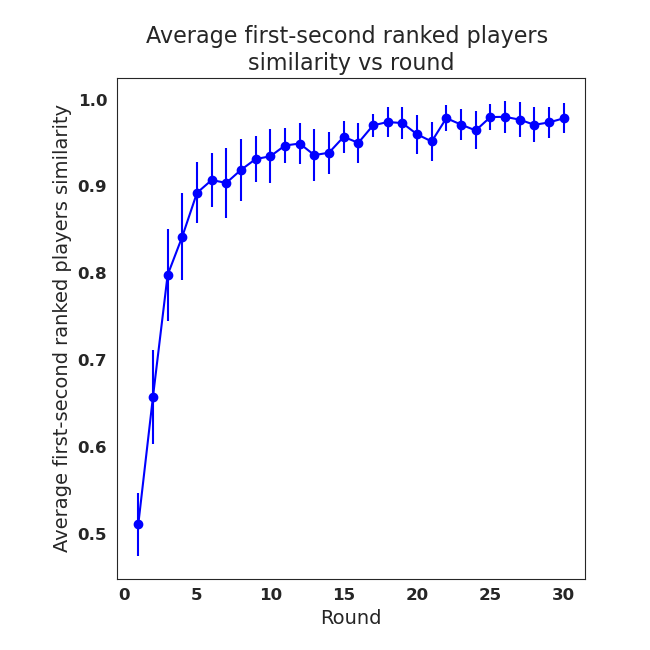 Average first-second ranked players
similarity vs round
Average first-second ranked players similarity
1.0
0.9
0.8
0.7
0.6
0.5
0 5 10 15 20 25 30
Round